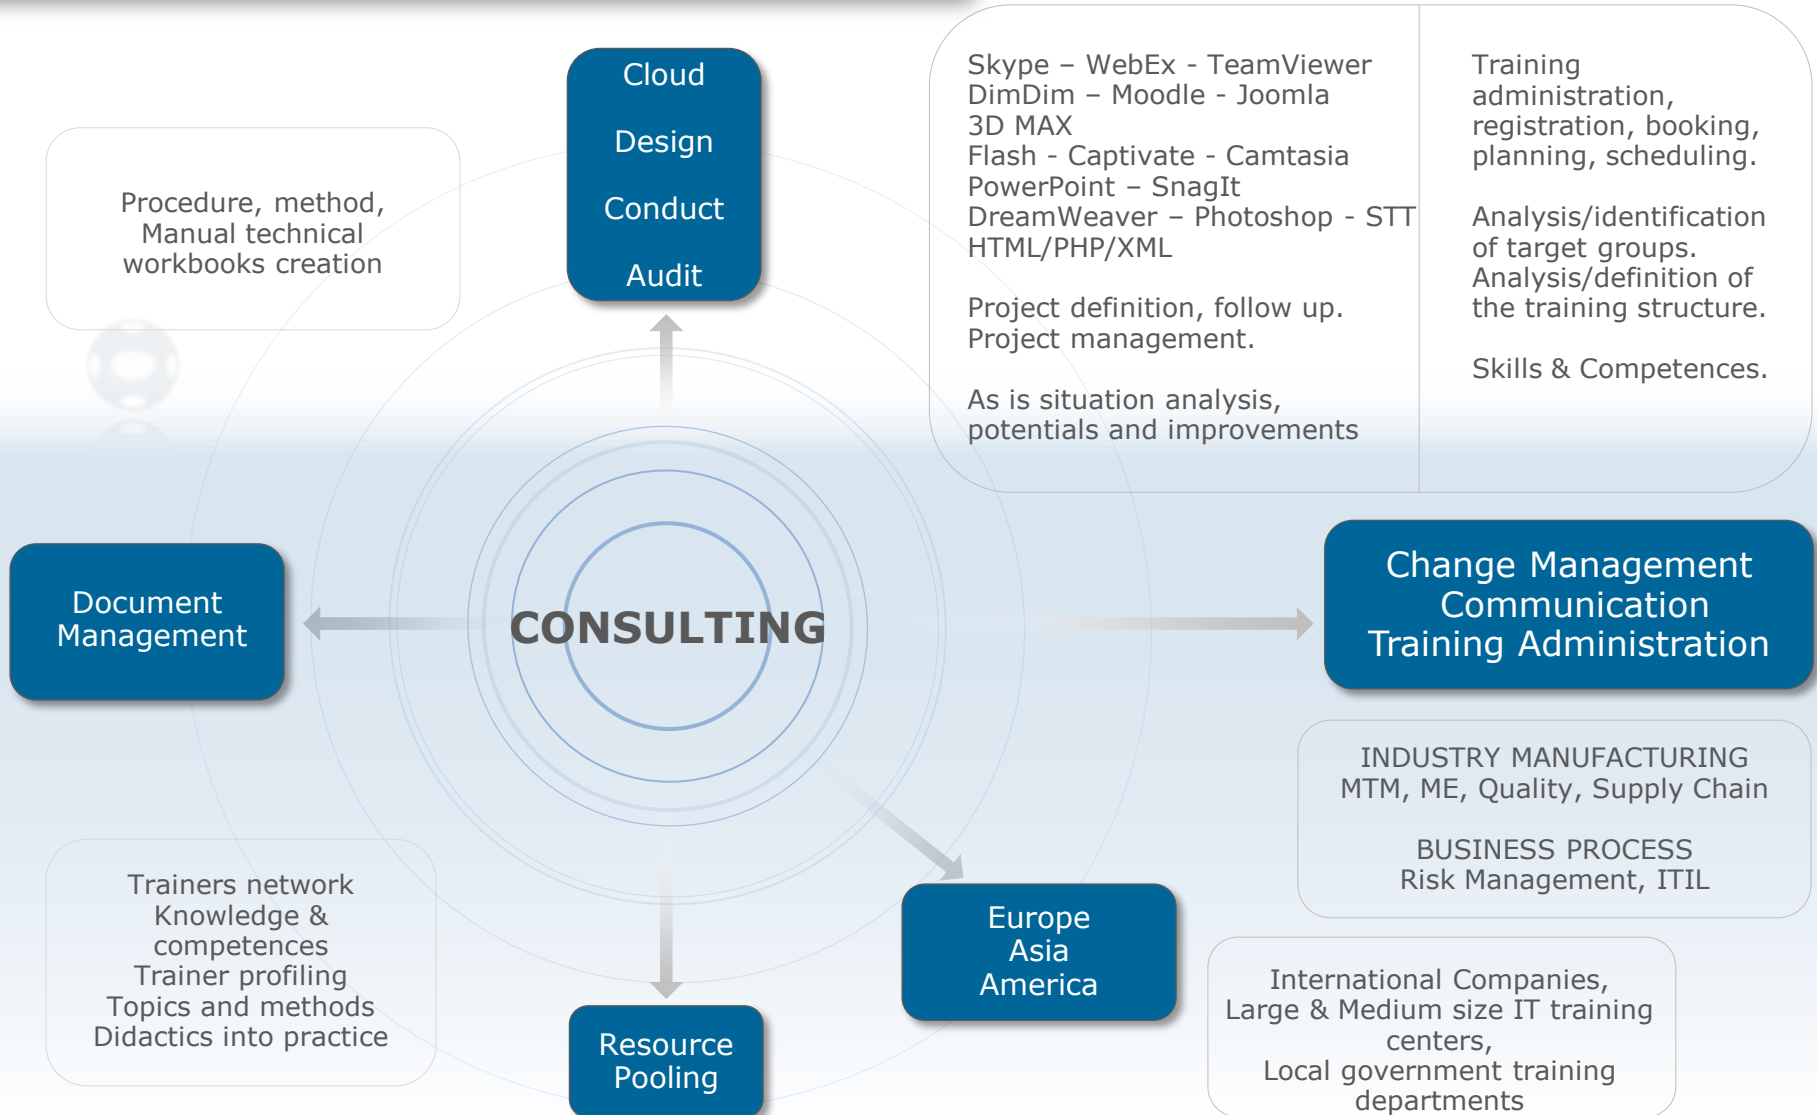 Cloud
Design
Conduct
Audit
Skype – WebEx - TeamViewer
DimDim – Moodle - Joomla
3D MAX
Flash - Captivate - Camtasia
PowerPoint – SnagIt
DreamWeaver – Photoshop - STT
HTML/PHP/XML
Project definition, follow up.
Project management.
As is situation analysis,
potentials and improvements
Training
administration,
registration, booking,
planning, scheduling.
Analysis/identification
of target groups.
Analysis/definition of
the training structure.
Skills & Competences.
Procedure, method,
Manual technical
workbooks creation
Document
Management
CONSULTING
Change Management
Communication
Training Administration
INDUSTRY MANUFACTURING
MTM, ME, Quality, Supply Chain
BUSINESS PROCESS
Risk Management, ITIL
Trainers network
Knowledge &
competences
Trainer profiling
Topics and methods
Didactics into practice
Resource
Pooling
Europe
Asia
America
International Companies,
Large & Medium size IT training
centers,
Local government training
departments